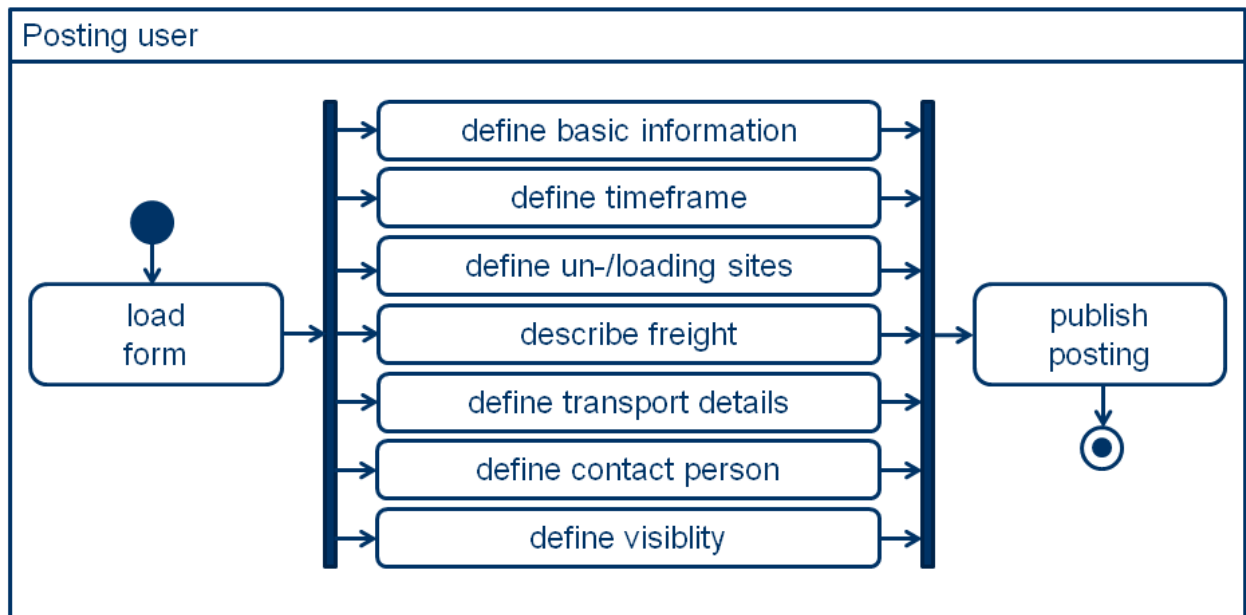 Posting user
define basic information
define timeframe
define un-/loading sites
load
form
describe freight
publish
posting
define transport details
define contact person
define visiblity